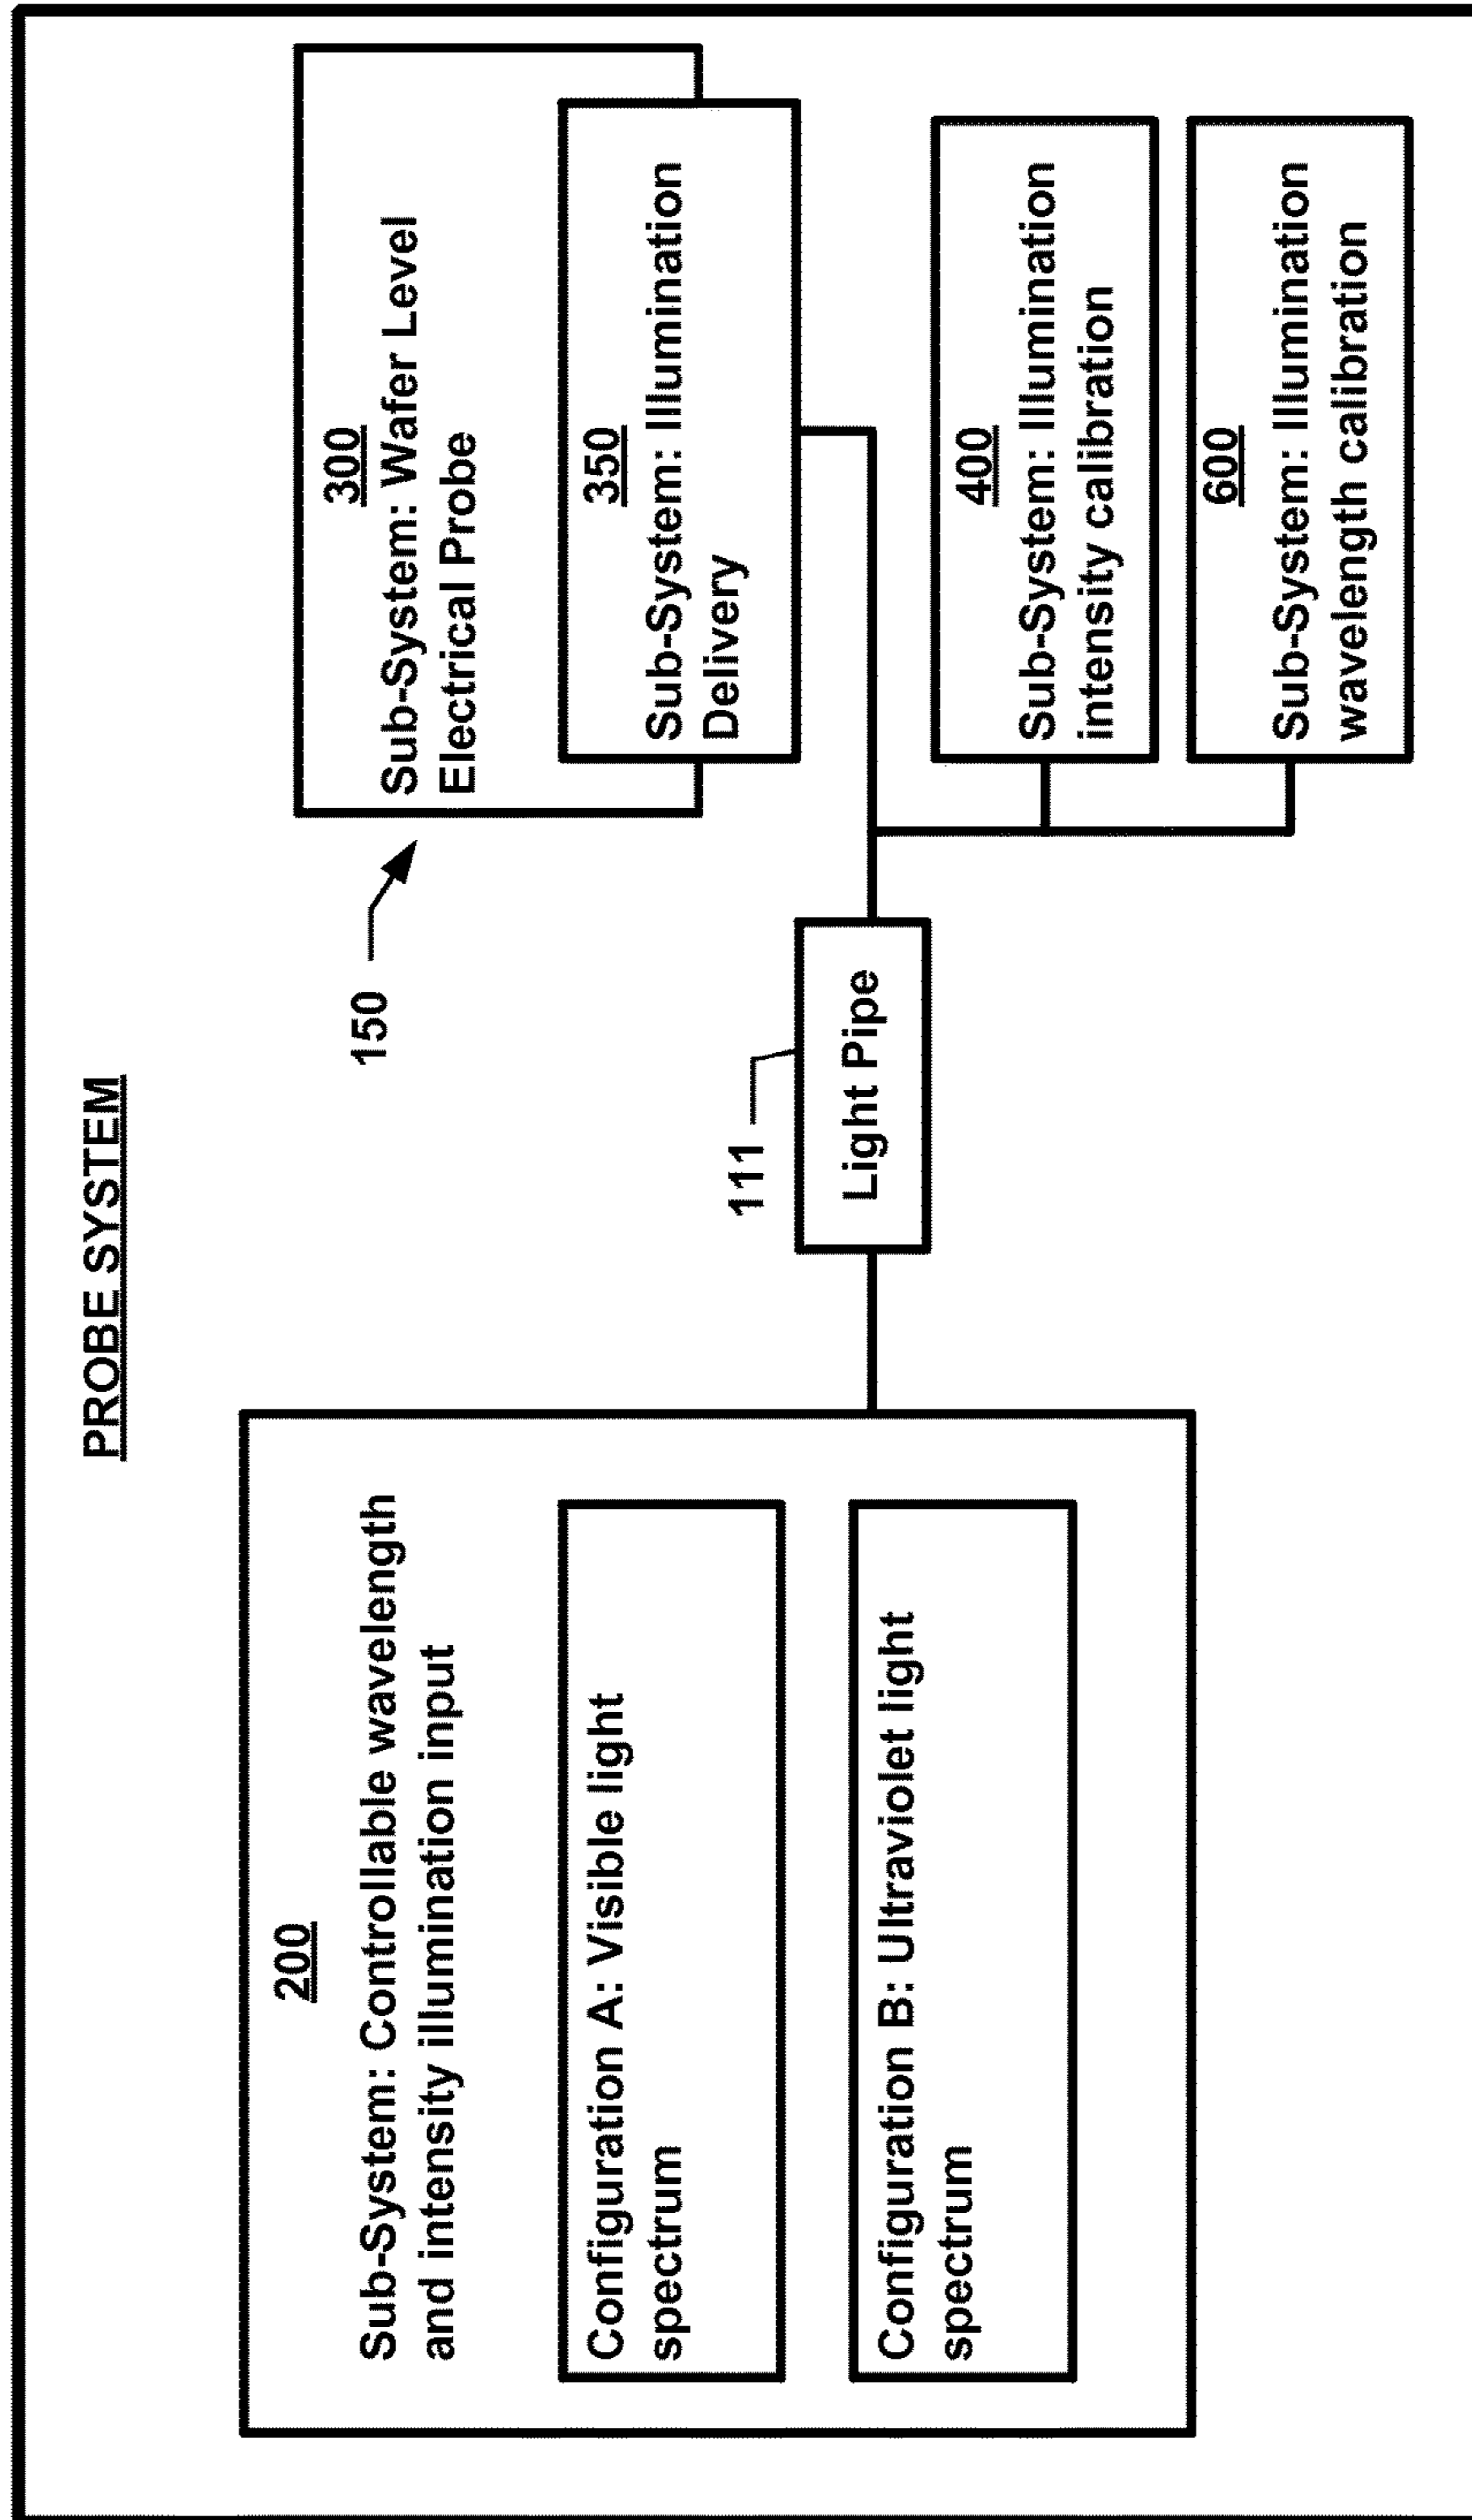 PROBE SYSTEM
200
Sub-System: Controllable wavelength
and intensity illumination input
Configuration A: Visible light
spectrum
Configuration B: Ultraviolet light
spectrum
111
Light Pipe
150
300
Sub-System: Wafer Level
Electrical Probe
350
Sub-System: Illumination
Delivery
400
Sub-System: Illumination
intensity calibration
600
Sub-System: Illumination
wavelength calibration